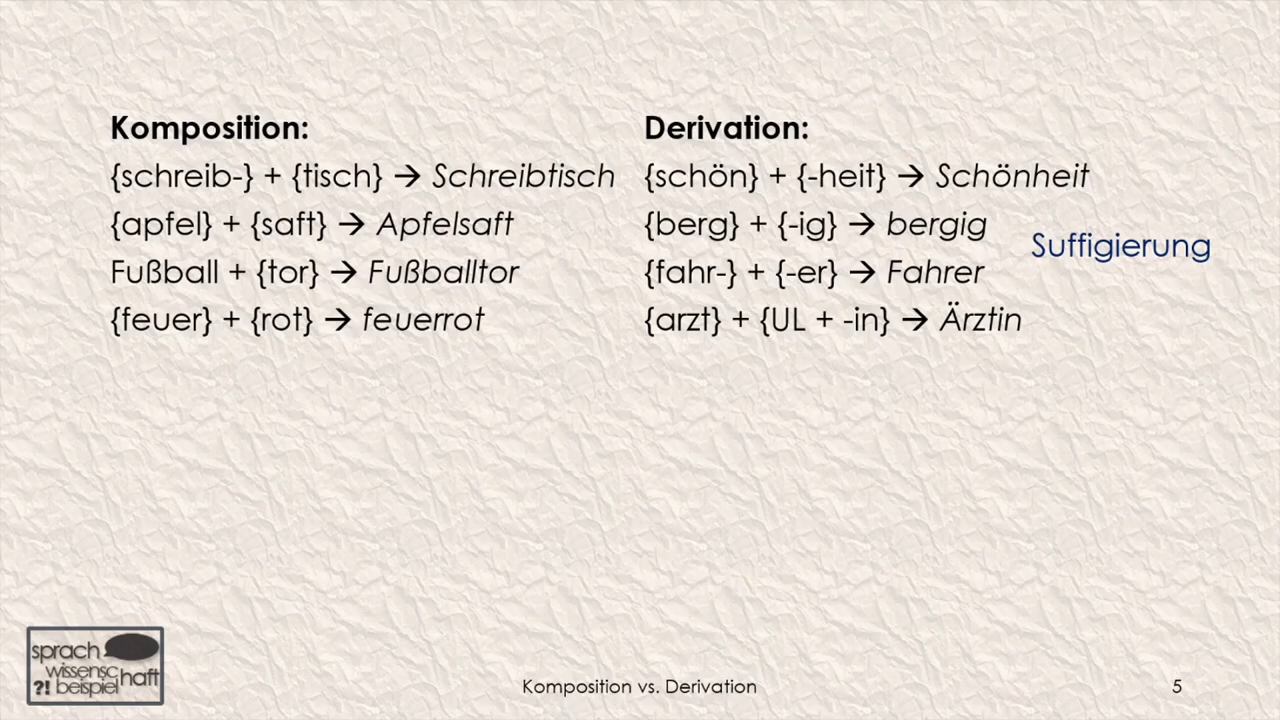 Komposition:
{schreib-} + {tisch} → Schreibtisch
{apfel} + {saft} → Apfelsaft
Fußball + {tor} → Fußballtor
{feuer} + {rot} → feuerrot
Derivation:
{schön} + {-heit} → Schönheit
{berg} + {-ig} → bergig
{fahr-} + {-er} → Fahrer
{arzt} + {UL + -in} → Ärztin
Suffigierung
sprach
wissensc
haft
?! beispiel
Komposition vs. Derivation
5